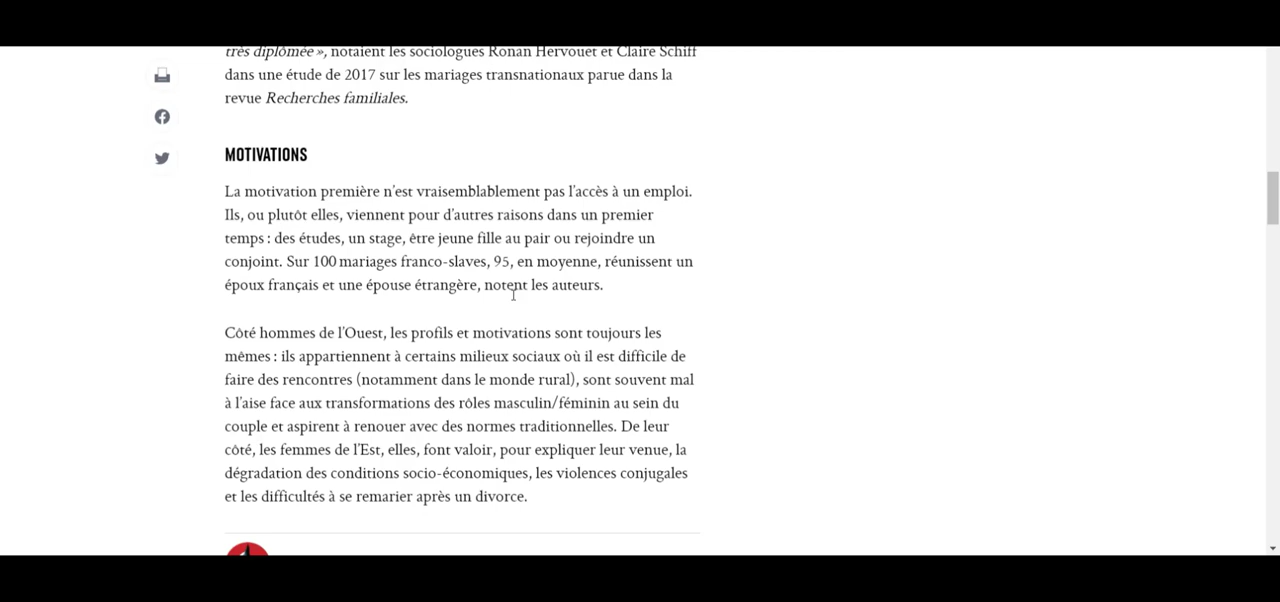 très diplômée », notaient les sociologues Ronan Hervouet et Claire Schiff
dans une étude de 2017 sur les mariages transnationaux parue dans la
revue Recherches familiales.
MOTIVATIONS
La motivation première n'est vraisemblablement pas l'accès à un emploi.
Ils, ou plutôt elles, viennent pour d'autres raisons dans un premier
temps : des études, un stage, être jeune fille au pair ou rejoindre un
conjoint. Sur 100 mariages franco-slaves, 95, en moyenne, réunissent un
époux français et une épouse étrangère, notent les auteurs.
Côté hommes de l'Ouest, les profils et motivations sont toujours les
mêmes : ils appartiennent à certains milieux sociaux où il est difficile de
faire des rencontres (notamment dans le monde rural), sont souvent mal
à l'aise face aux transformations des rôles masculin/féminin au sein du
couple et aspirent à renouer avec des normes traditionnelles. De leur
côté, les femmes de l'Est, elles, font valoir, pour expliquer leur venue, la
dégradation des conditions socio-économiques, les violences conjugales
et les difficultés à se remarier après un divorce.